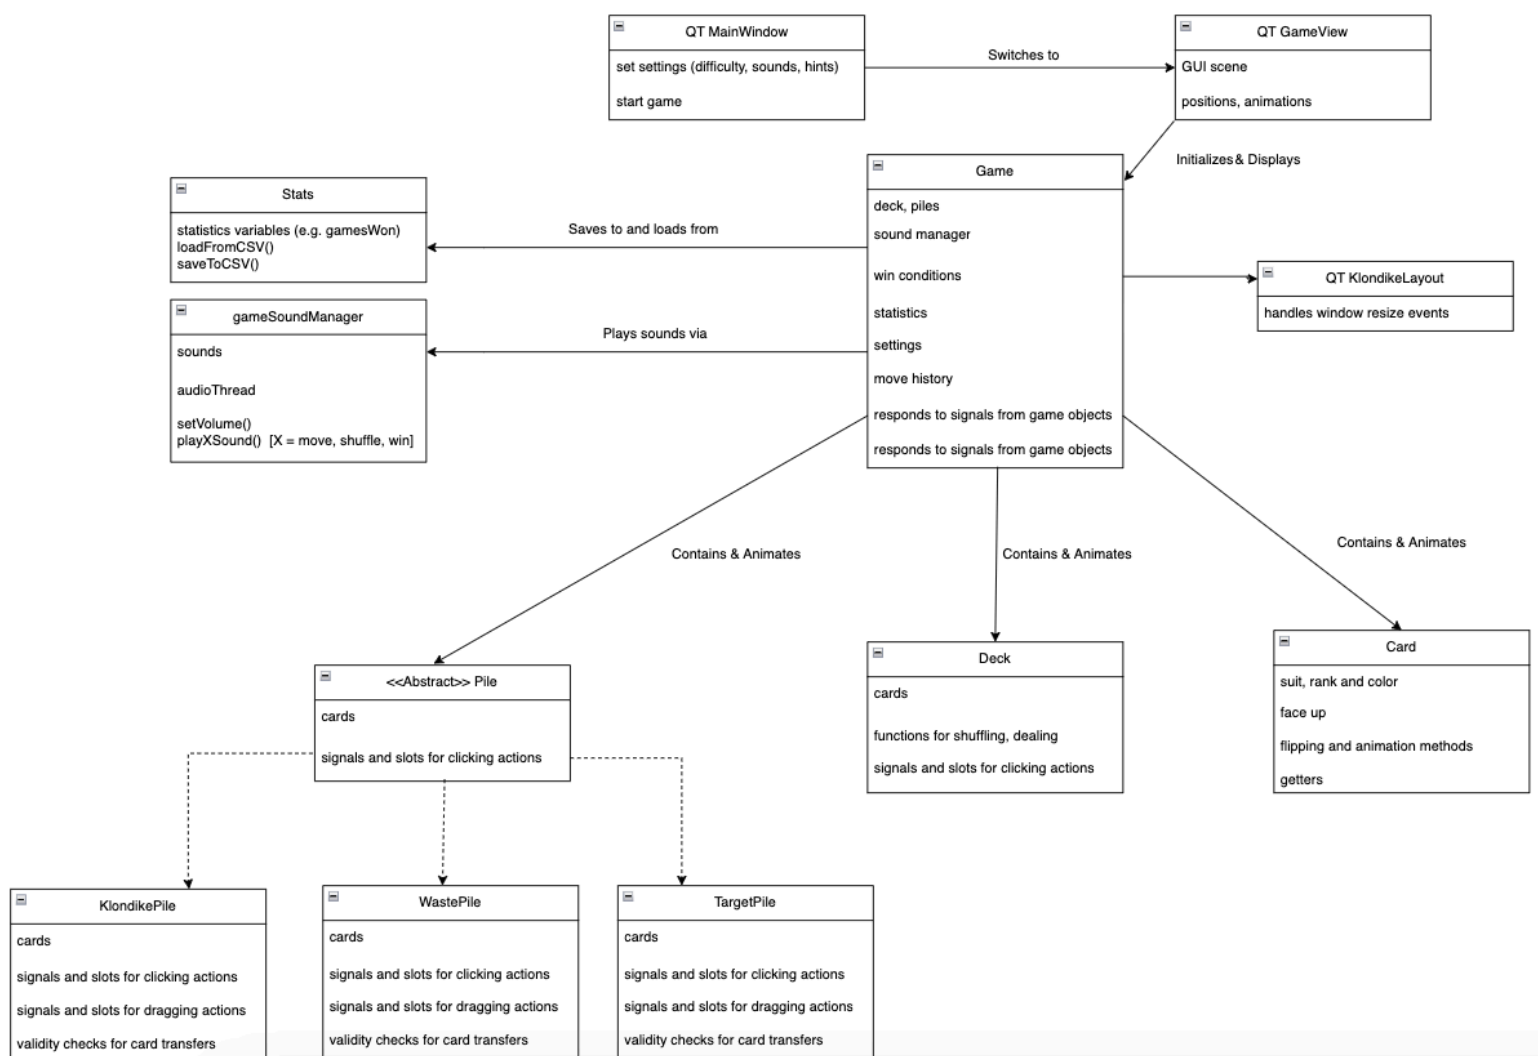 QT MainWindow
set settings (difficulty, sounds, hints)
start game
Switches to
QT GameView
GUI scene
positions, animations
Initializes & Displays
Game
deck, piles
sound manager
win conditions
statistics
settings
move history
responds to signals from game objects
responds to signals from game objects
Stats
statistics variables (e.g. gamesWon)
loadFromCSV()
saveToCSV()
Saves to and loads from
gameSoundManager
sounds
audioThread
setVolume()
playXSound() [X = move, shuffle, win]
Plays sounds via
QT KlondikeLayout
handles window resize events
Contains & Animates
Contains & Animates
Contains & Animates
<<Abstract>> Pile
cards
signals and slots for clicking actions
Deck
cards
functions for shuffling, dealing
signals and slots for clicking actions
Card
suit, rank and color
face up
flipping and animation methods
getters
KlondikePile
cards
signals and slots for clicking actions
signals and slots for dragging actions
validity checks for card transfers
WastePile
cards
signals and slots for clicking actions
signals and slots for dragging actions
validity checks for card transfers
TargetPile
cards
signals and slots for clicking actions
signals and slots for dragging actions
validity checks for card transfers